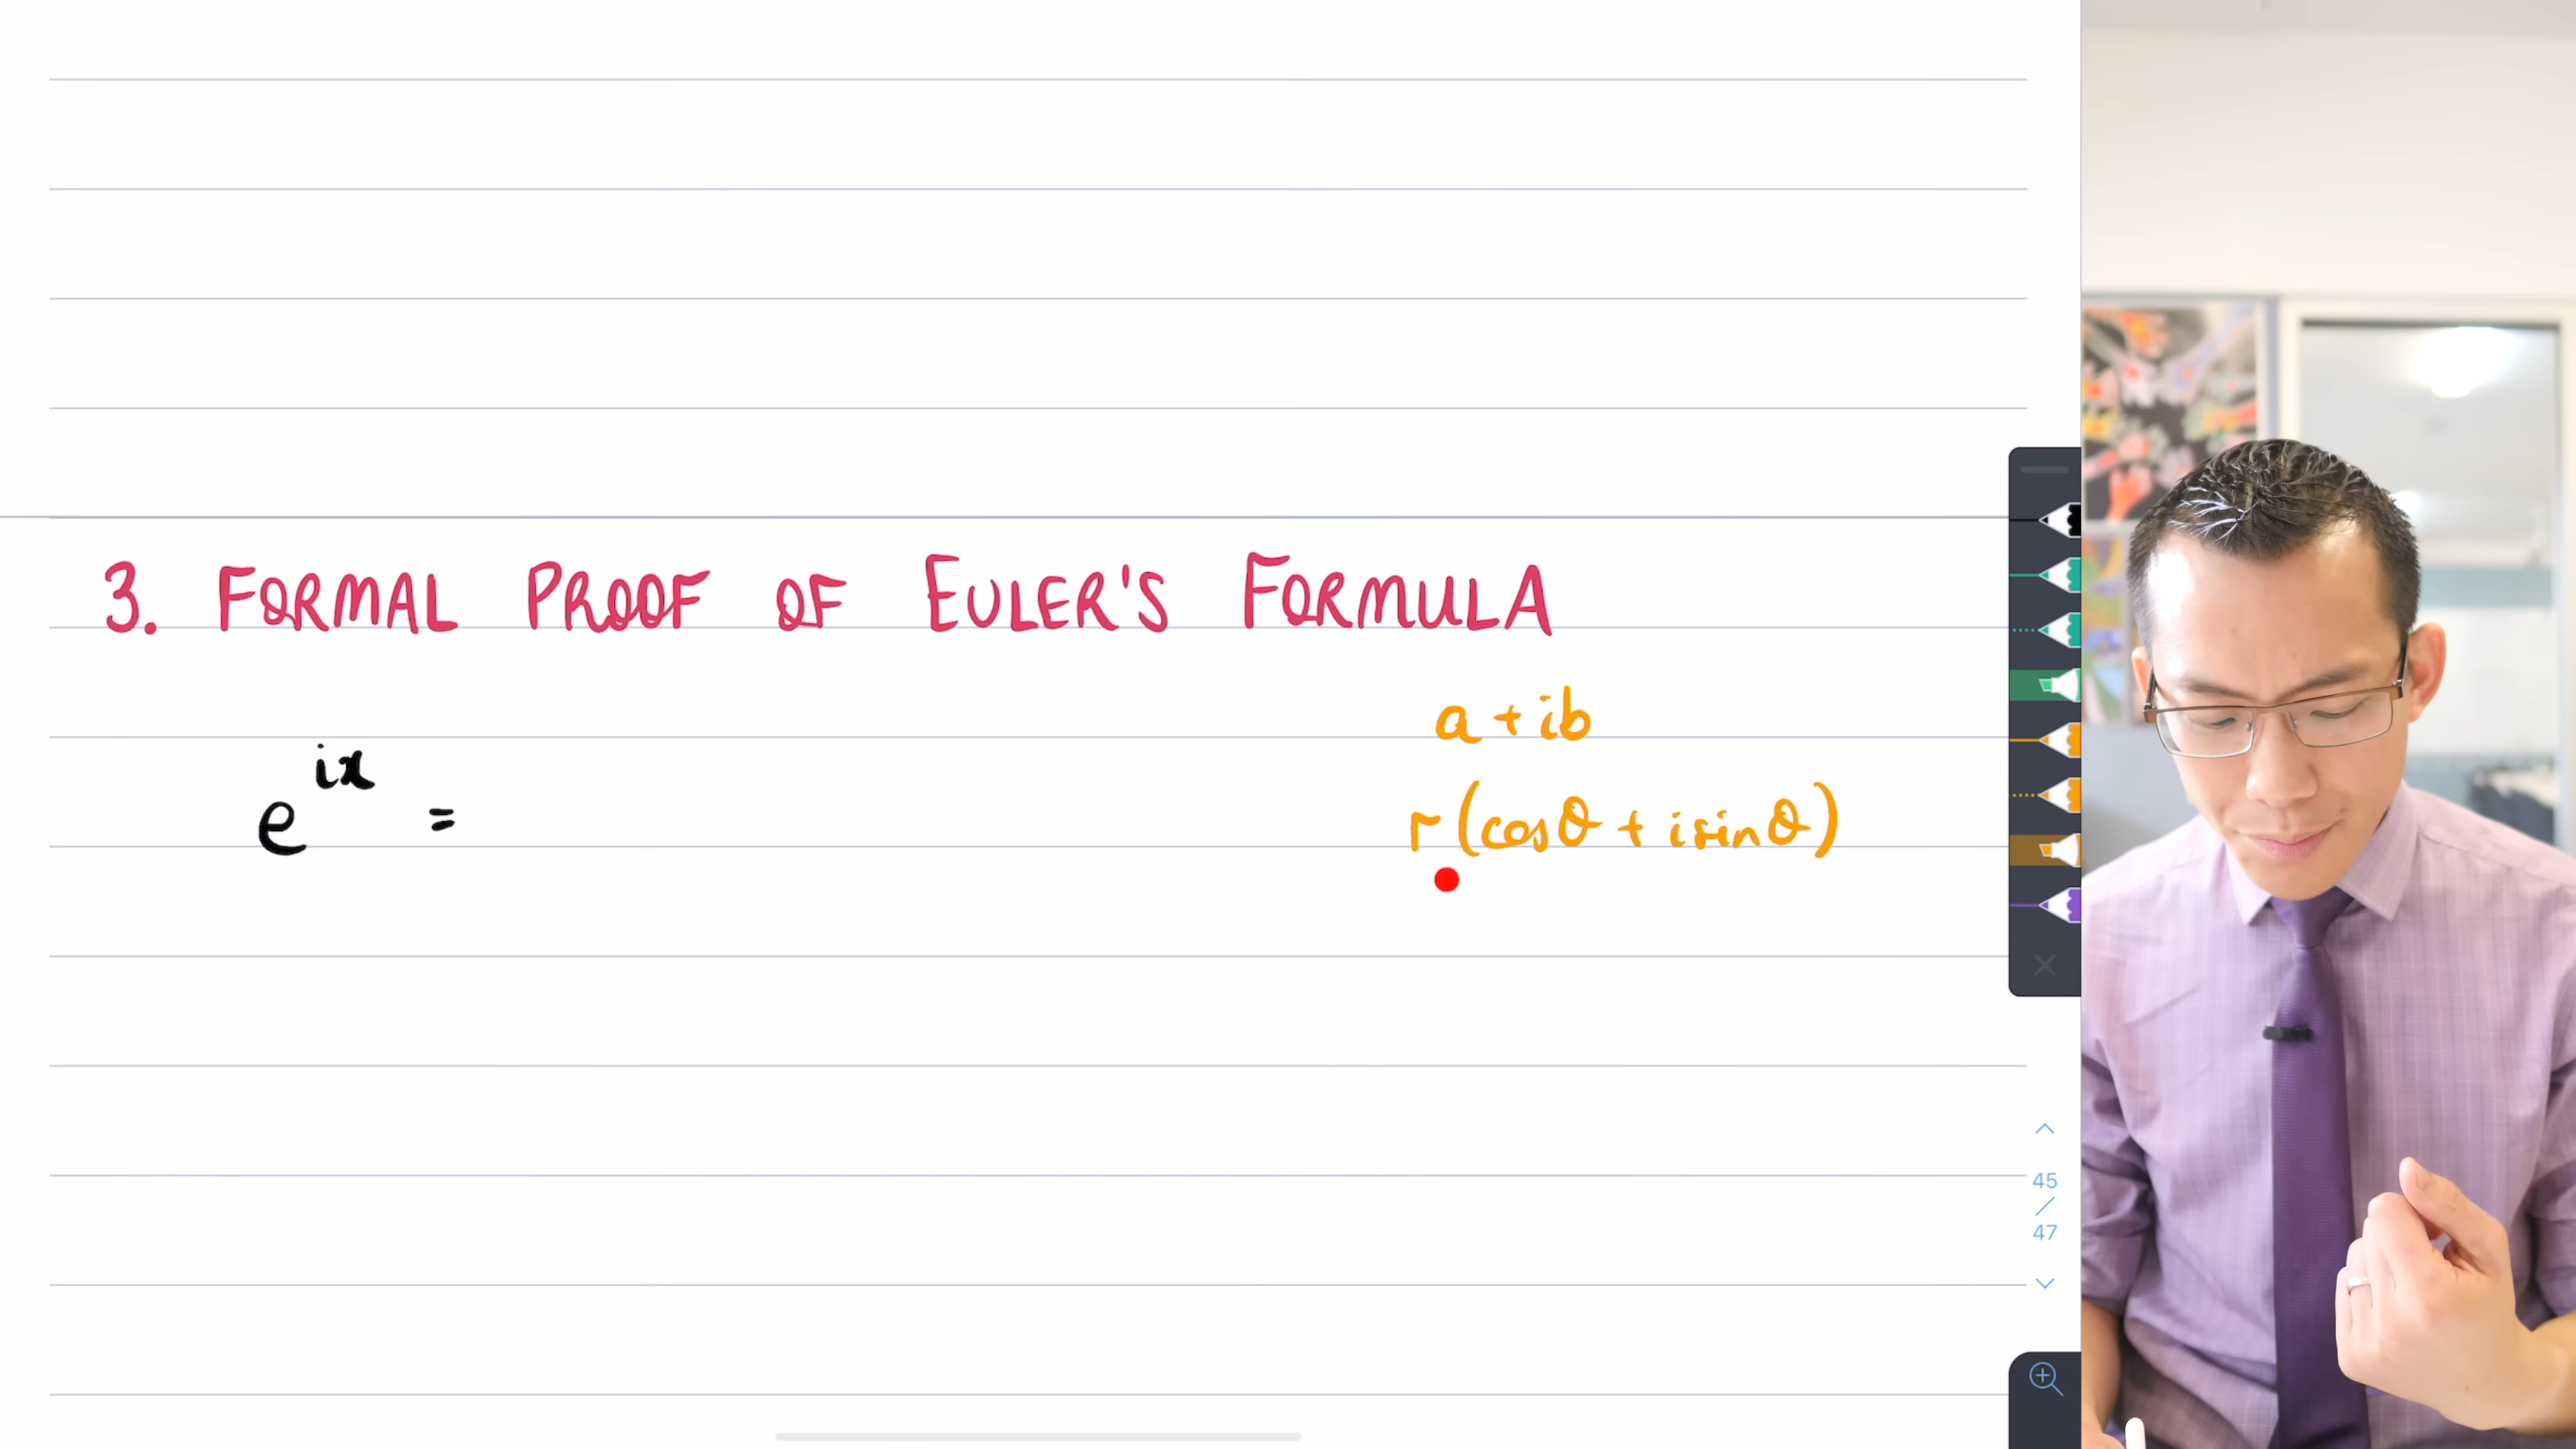 3. FORMAL PROOF OF EULER'S FORMULA
a + ib
e^{ix} =
r(cosθ + isinθ)
45
/
47